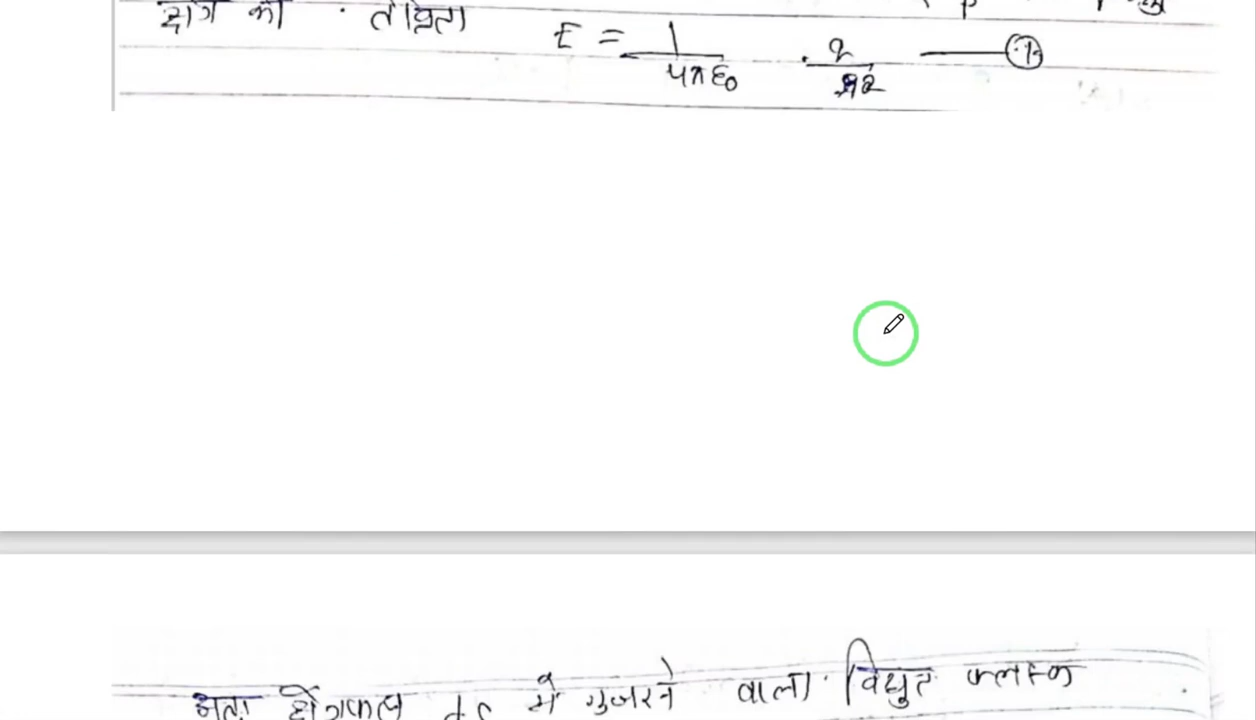 की तीव्रता E = 1/4πε0 . q/r2 ——— (1)
अतः क्षेत्रफल ds में गुजरने वाला विद्युत फ्लक्स